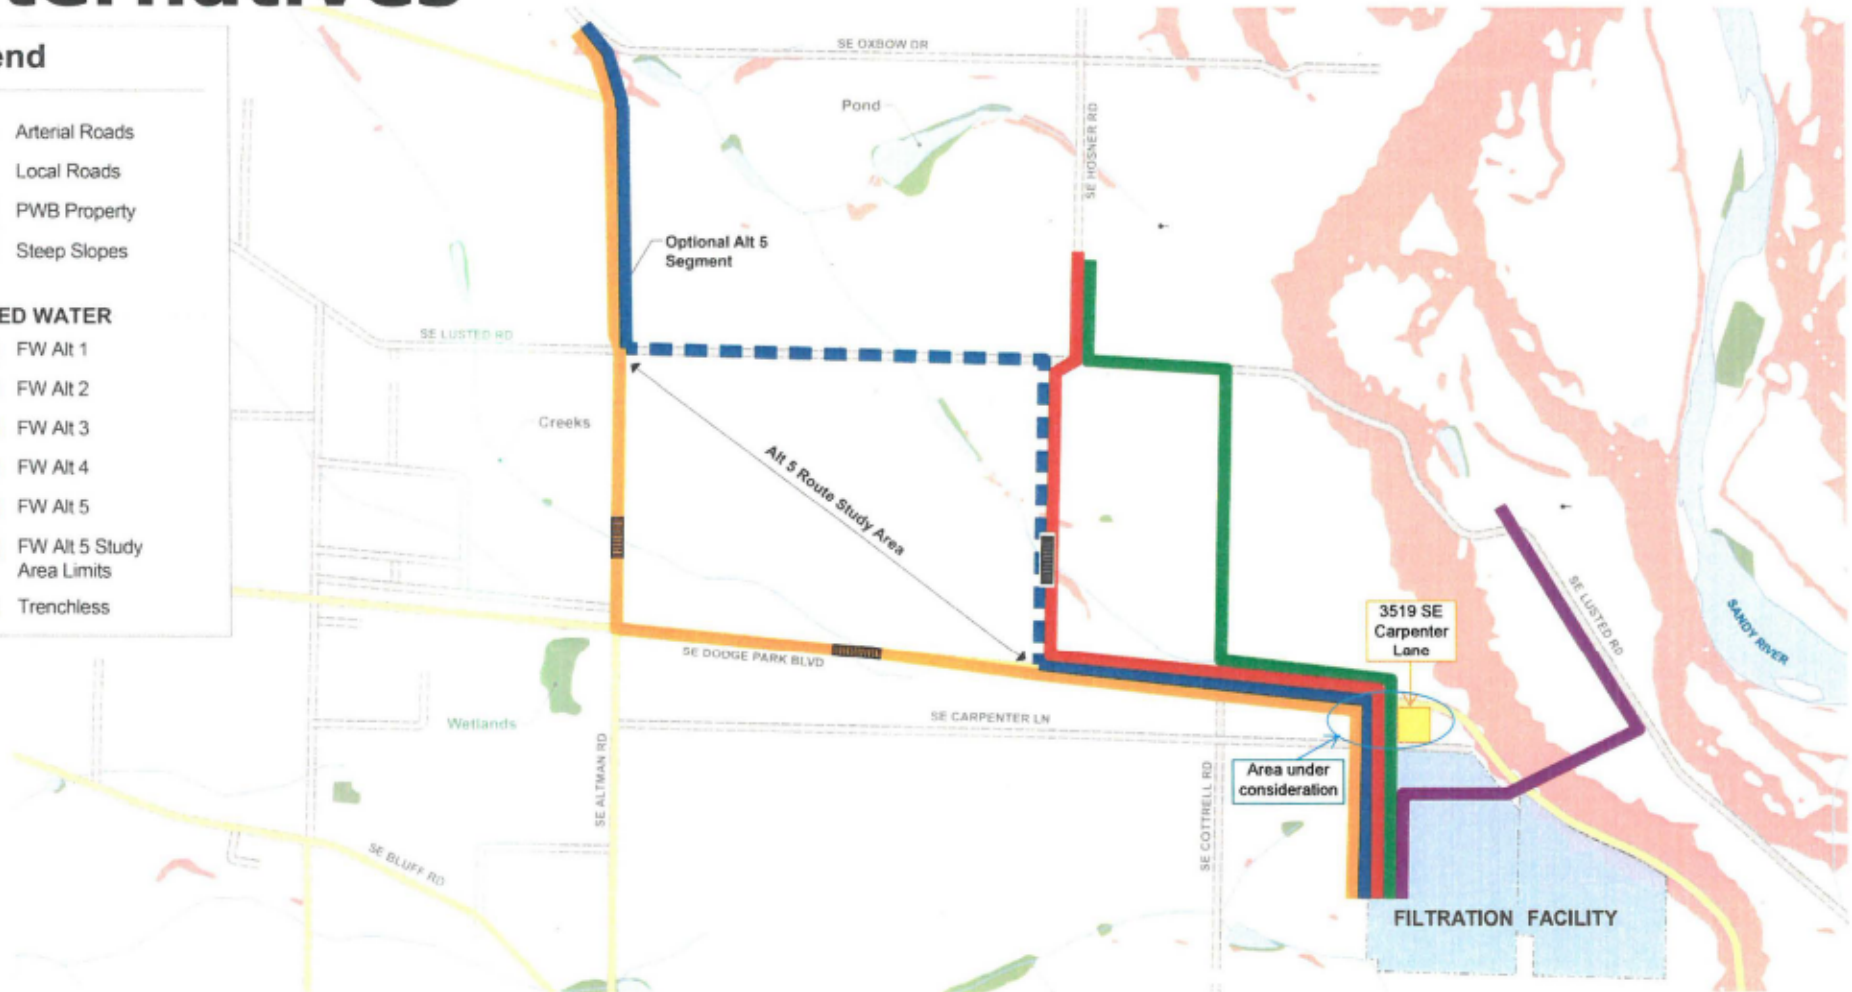 ternatives
end
Arterial Roads
Local Roads
PWB Property
Steep Slopes
ED WATER
FW Alt 1
FW Alt 2
FW Alt 3
FW Alt 4
FW Alt 5
FW Alt 5 Study
Area Limits
Trenchless
SE OXBOW DR
Pond
SE HOSNER RD
Optional Alt 5
Segment
SE LUSTED RD
Creeks
Alt 5 Route Study Area
SE DODGE PARK BLVD
3519 SE
Carpenter
Lane
SE LUSTED RD
SANDY RIVER
Wetlands
SE CARPENTER LN
SE ALTMAN RD
Area under
consideration
SE COTTRELL RD
SE BLUFF RD
FILTRATION FACILITY